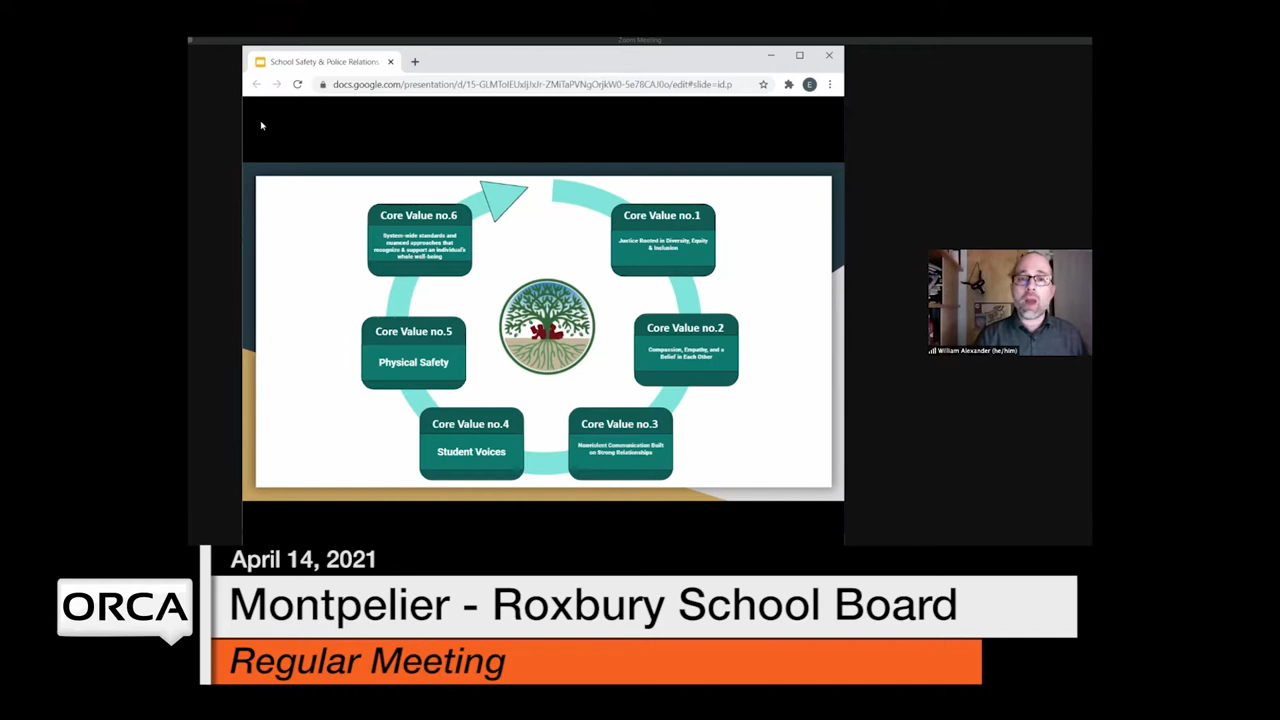 Zoom Meeting
School Safety & Police Relations
docs.google.com/presentation/d/15-GLMToIEUxljJxJr-ZMiTaPVNgOrjkW0-5e78CAJ0o/edit#slide=id.p
E
Core Value no.6
System-wide standards and
nuanced approaches that
recognize & support an individual's
whole well-being
Core Value no.1
Justice Rooted in Diversity, Equity
& Inclusion
Core Value no.5
Physical Safety
Core Value no.2
Compassion, Empathy, and a
Belief in Each Other
Core Value no.4
Student Voices
Core Value no.3
Nonviolent Communication Built
on Strong Relationships
William Alexander (he/him)
April 14, 2021
ORCA
Montpelier - Roxbury School Board
Regular Meeting